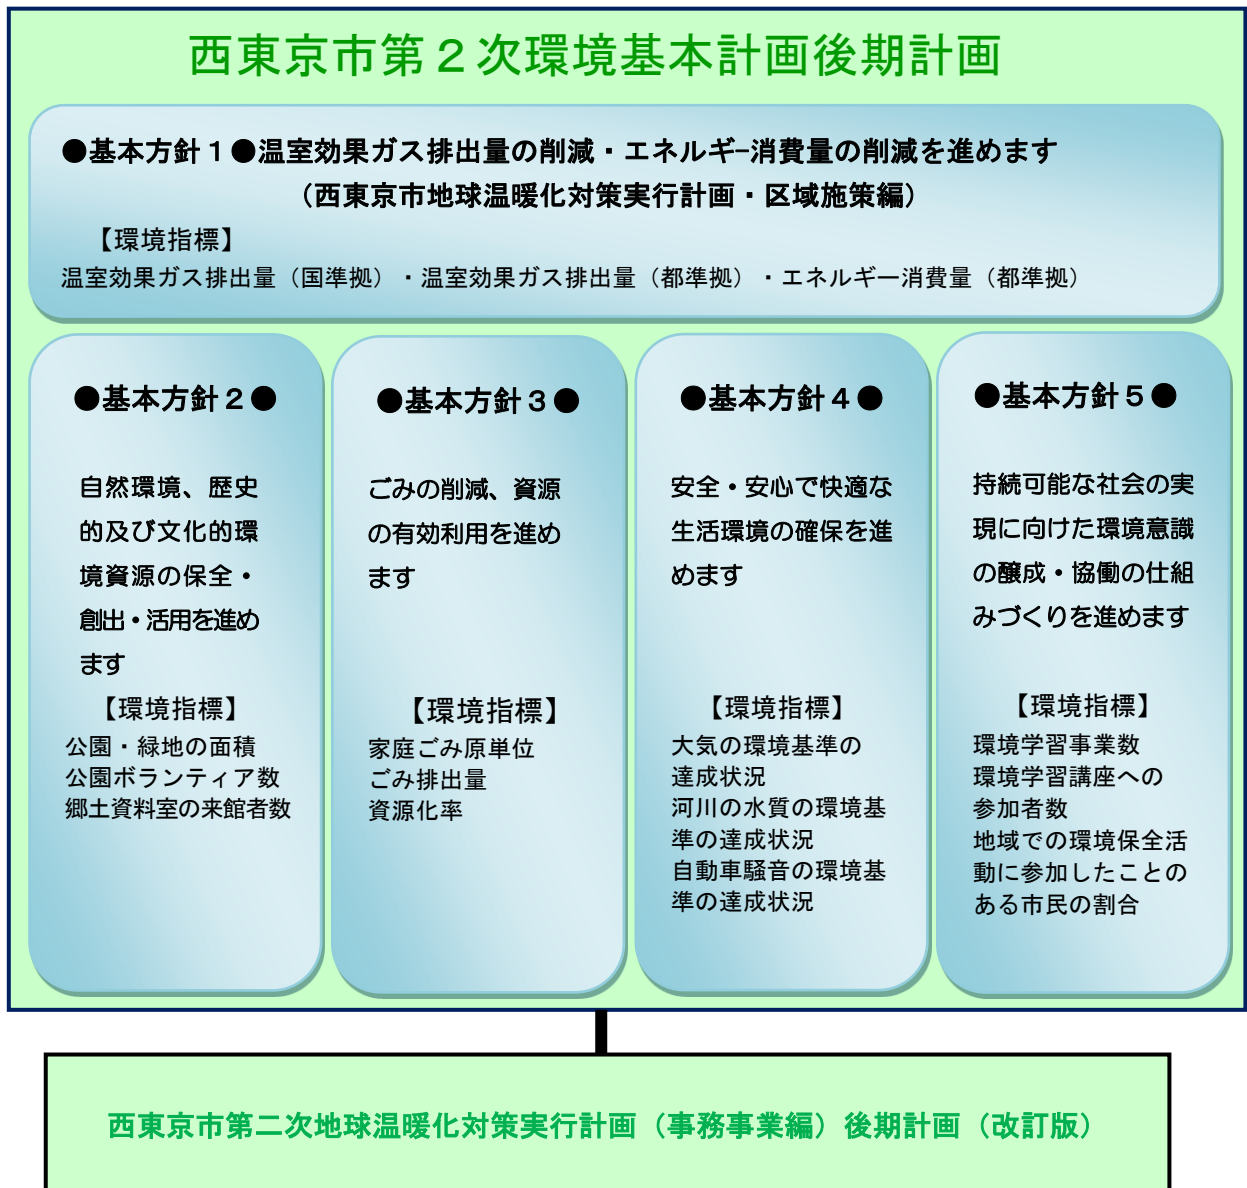 西東京市第２次環境基本計画後期計画
●基本方針１●温室効果ガス排出量の削減・エネルギー消費量の削減を進めます
（西東京市地球温暖化対策実行計画・区域施策編）
【環境指標】
温室効果ガス排出量（国準拠）・温室効果ガス排出量（都準拠）・エネルギー消費量（都準拠）
●基本方針２●
自然環境、歴史
的及び文化的環
境資源の保全・
創出・活用を進め
ます
【環境指標】
公園・緑地の面積
公園ボランティア数
郷土資料室の来館者数
●基本方針３●
ごみの削減、資源
の有効利用を進め
ます
【環境指標】
家庭ごみ原単位
ごみ排出量
資源化率
●基本方針４●
安全・安心で快適な
生活環境の確保を進
めます
【環境指標】
大気の環境基準の
達成状況
河川の水質の環境基
準の達成状況
自動車騒音の環境基
準の達成状況
●基本方針５●
持続可能な社会の実
現に向けた環境意識
の醸成・協働の仕組
みづくりを進めます
【環境指標】
環境学習事業数
環境学習講座への
参加者数
地域での環境保全活
動に参加したことの
ある市民の割合
西東京市第二次地球温暖化対策実行計画（事務事業編）後期計画（改訂版）